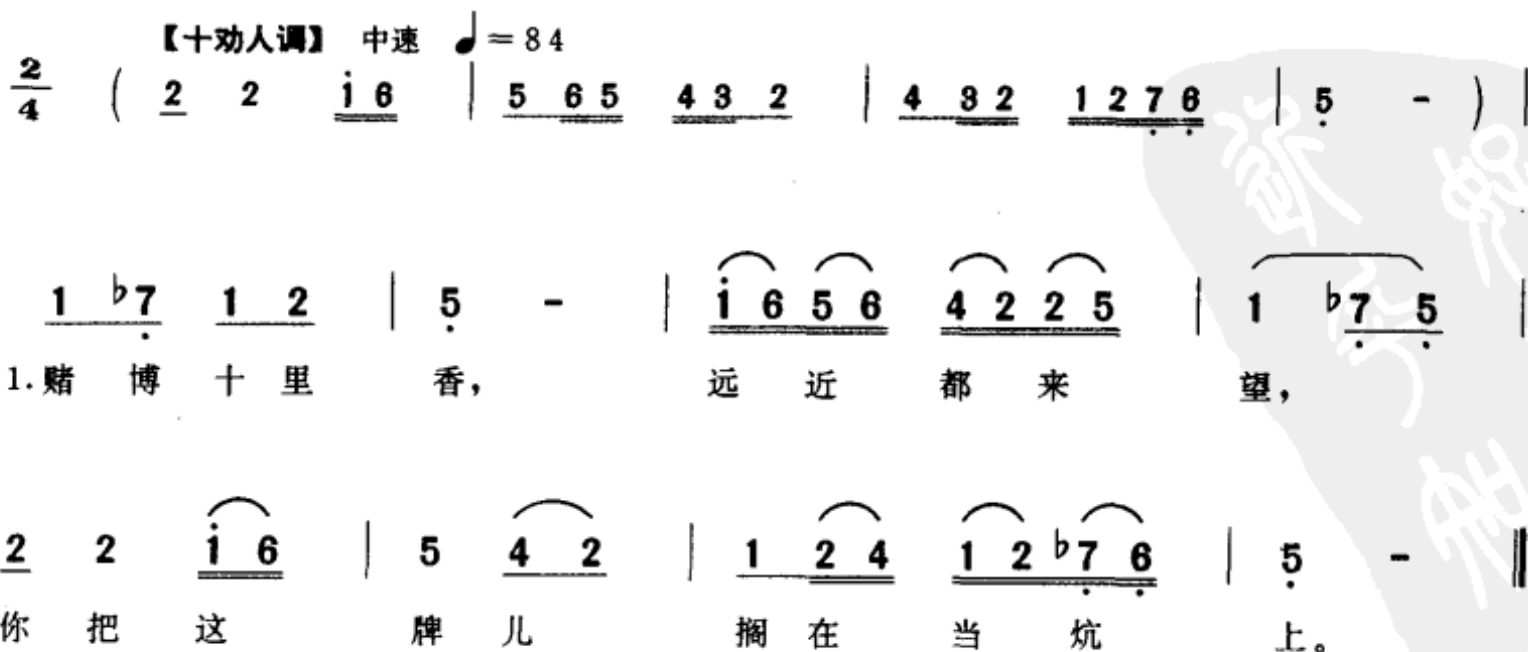 【十劝人调】 中速 ♩= 84
2/4 ( 2 2 i 6 | 5 6 5 4 3 2 | 4 3 2 1 2 7 6 | 5 - ) |
1 ♭7 1 2 | 5 - | i 6 5 6 4 2 2 5 | 1 ♭7 5 |
1.赌 博 十 里 香, 远 近 都 来 望,
2 2 i 6 | 5 4 2 | 1 2 4 1 2 ♭7 6 | 5 - ‖
你 把 这 牌 儿 搁 在 当 炕 上。